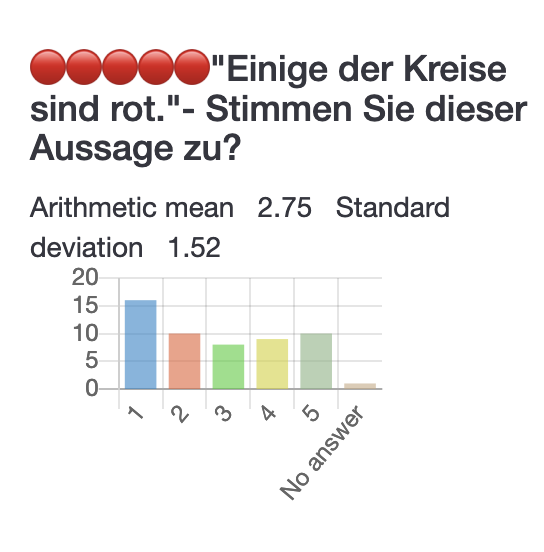 🔴🔴🔴🔴🔴"Einige der Kreise
sind rot."- Stimmen Sie dieser
Aussage zu?
Arithmetic mean 2.75 Standard
deviation 1.52
20
15
10
5
0
1
2
3
4
5
No answer